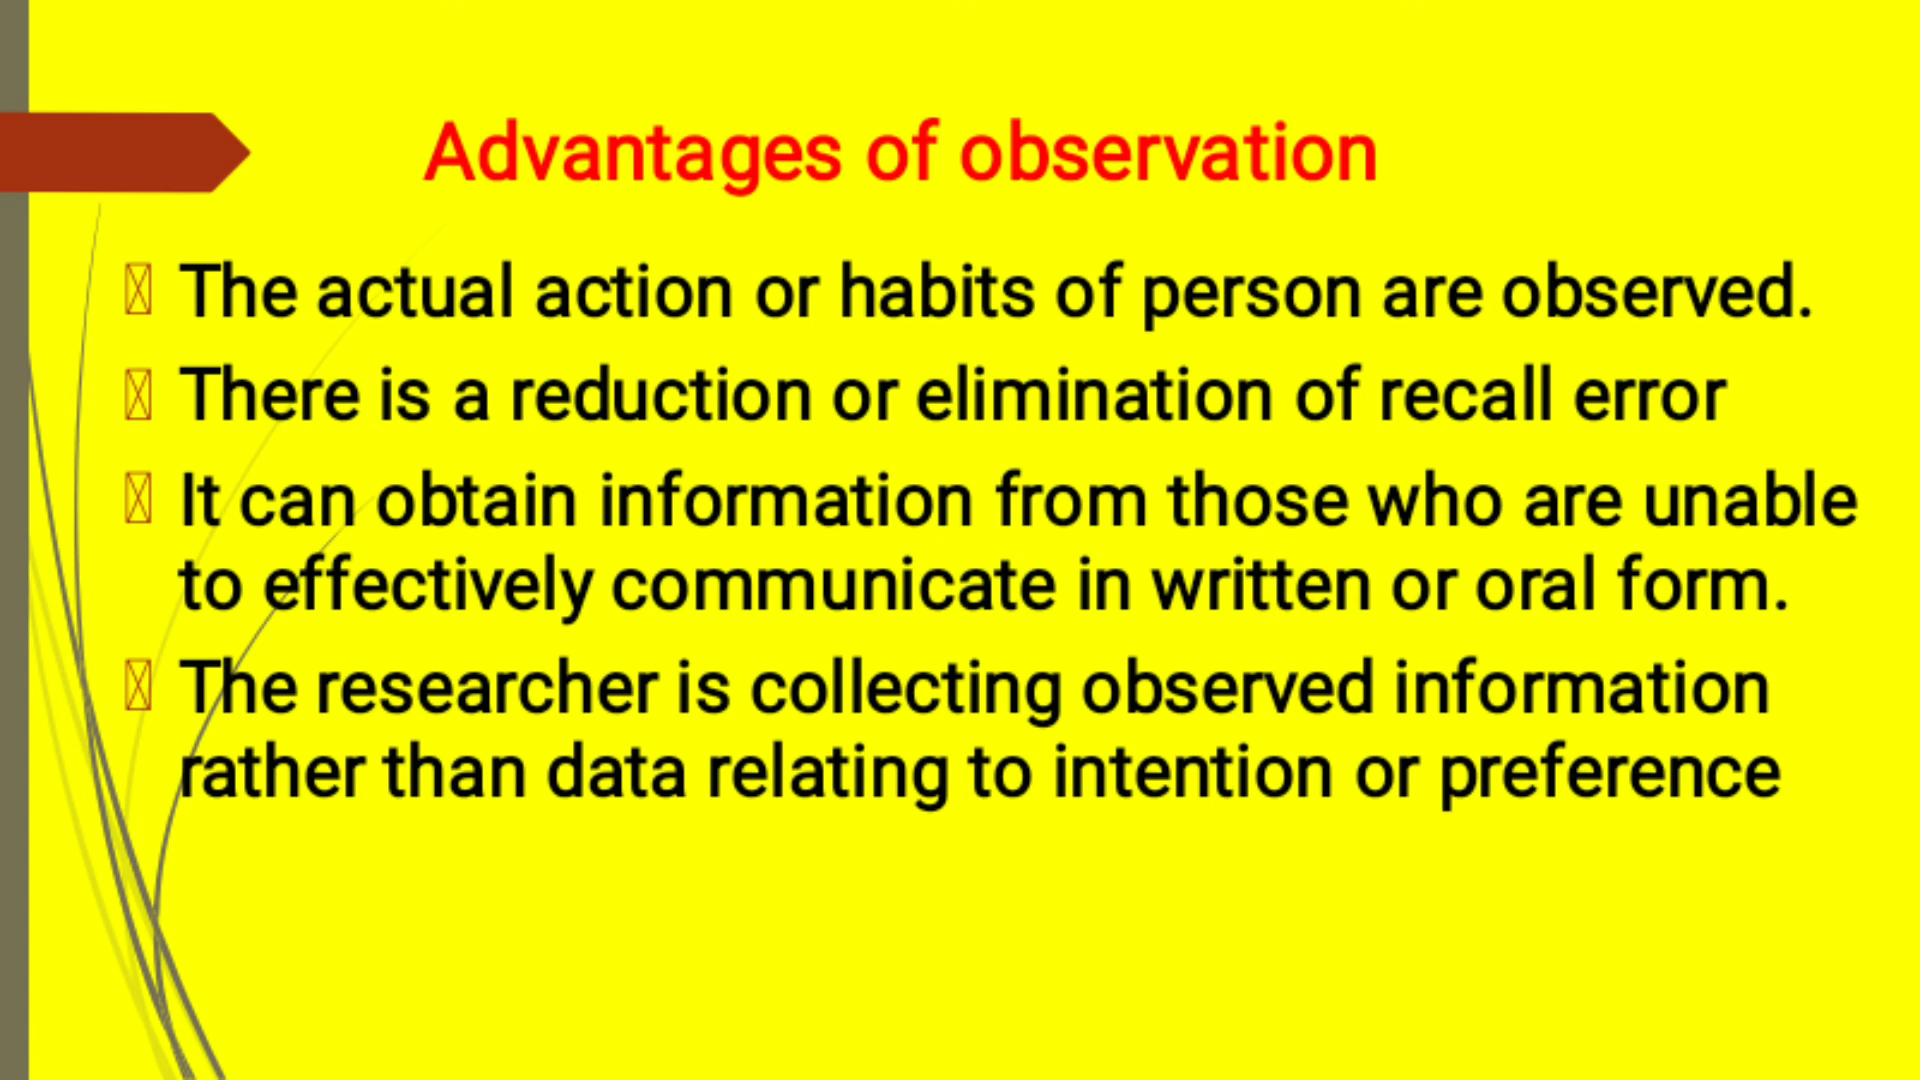 Advantages of observation
The actual action or habits of person are observed.
There is a reduction or elimination of recall error
It can obtain information from those who are unable
to effectively communicate in written or oral form.
The researcher is collecting observed information
rather than data relating to intention or preference